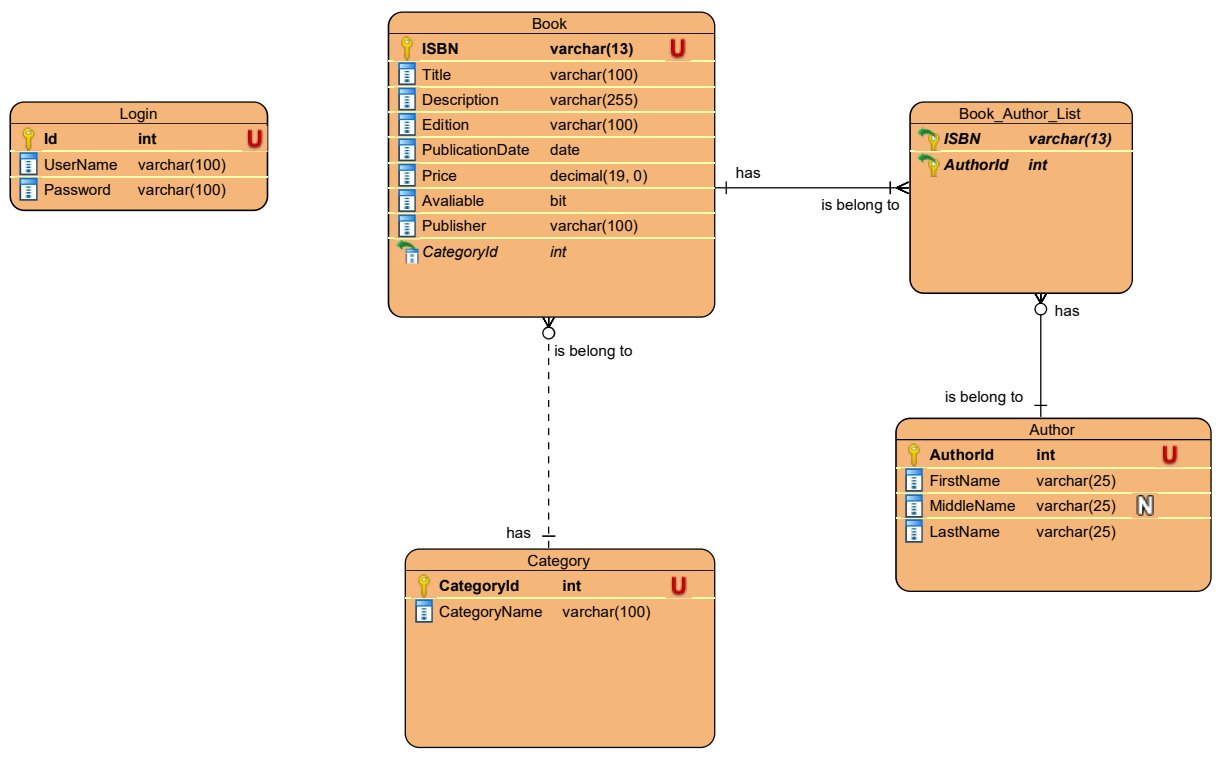 Login
Id int U
UserName varchar(100)
Password varchar(100)
Book
ISBN varchar(13) U
Title varchar(100)
Description varchar(255)
Edition varchar(100)
PublicationDate date
Price decimal(19, 0)
Avaliable bit
Publisher varchar(100)
CategoryId int
has
is belong to
Book_Author_List
ISBN varchar(13)
AuthorId int
has
is belong to
Author
AuthorId int U
FirstName varchar(25)
MiddleName varchar(25) N
LastName varchar(25)
is belong to
has
Category
CategoryId int U
CategoryName varchar(100)